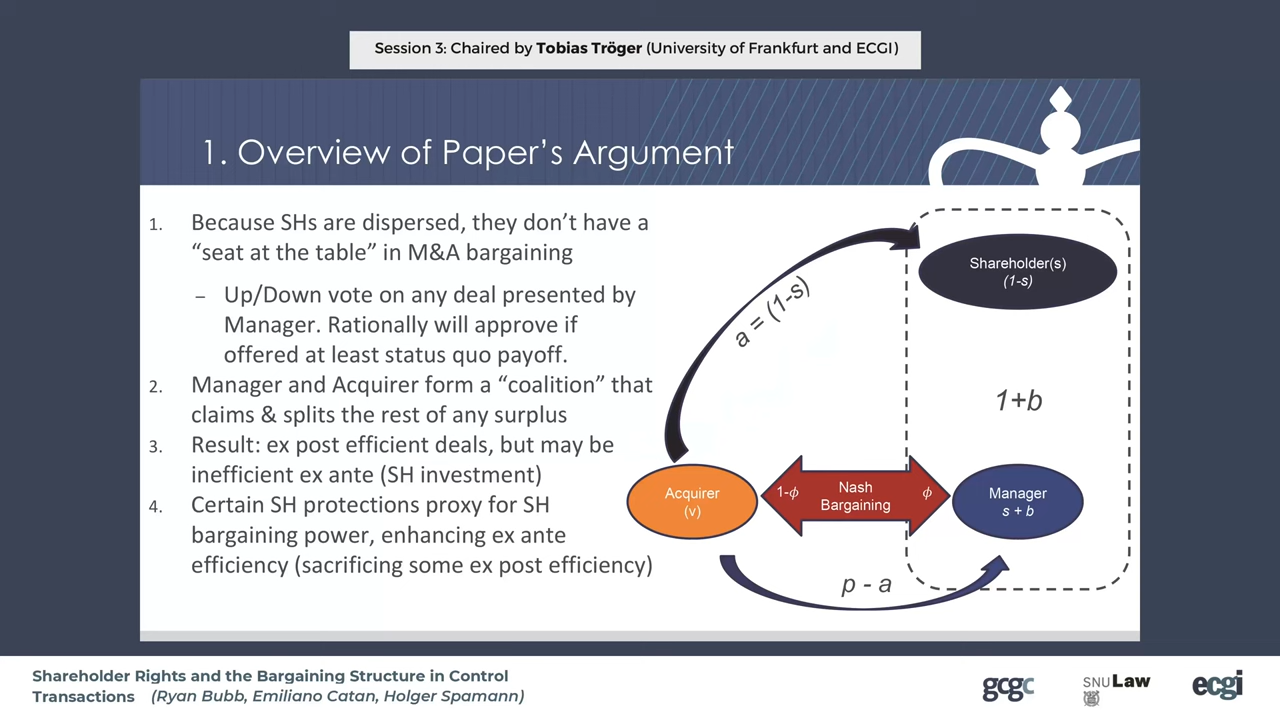 Session 3: Chaired by Tobias Tröger (University of Frankfurt and ECGI)
1. Overview of Paper's Argument
1. Because SHs are dispersed, they don't have a
"seat at the table" in M&A bargaining
– Up/Down vote on any deal presented by
Manager. Rationally will approve if
offered at least status quo payoff.
2. Manager and Acquirer form a "coalition" that
claims & splits the rest of any surplus
3. Result: ex post efficient deals, but may be
inefficient ex ante (SH investment)
4. Certain SH protections proxy for SH
bargaining power, enhancing ex ante
efficiency (sacrificing some ex post efficiency)
Shareholder(s)
(1-s)
a = (1-s)
1+b
Acquirer
(v)
1-ϕ
Nash
Bargaining
ϕ
Manager
s + b
p - a
Shareholder Rights and the Bargaining Structure in Control
Transactions (Ryan Bubb, Emiliano Catan, Holger Spamann)
gcgc
SNU Law
ecgi